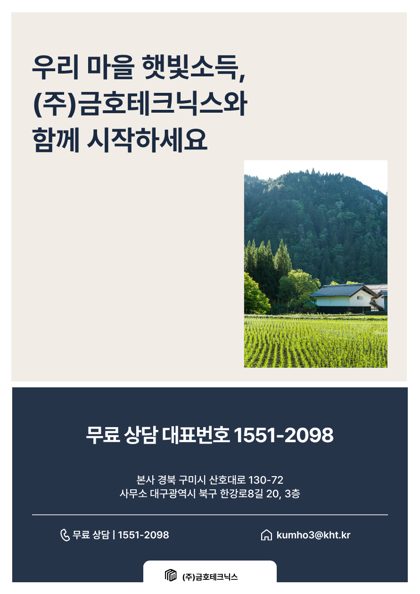 우리 마을 햇빛소득,
(주)금호테크닉스와
함께 시작하세요
무료 상담 대표번호 1551-2098
본사 경북 구미시 산호대로 130-72
사무소 대구광역시 북구 한강로8길 20, 3층
무료 상담 | 1551-2098
kumho3@kht.kr
(주)금호테크닉스